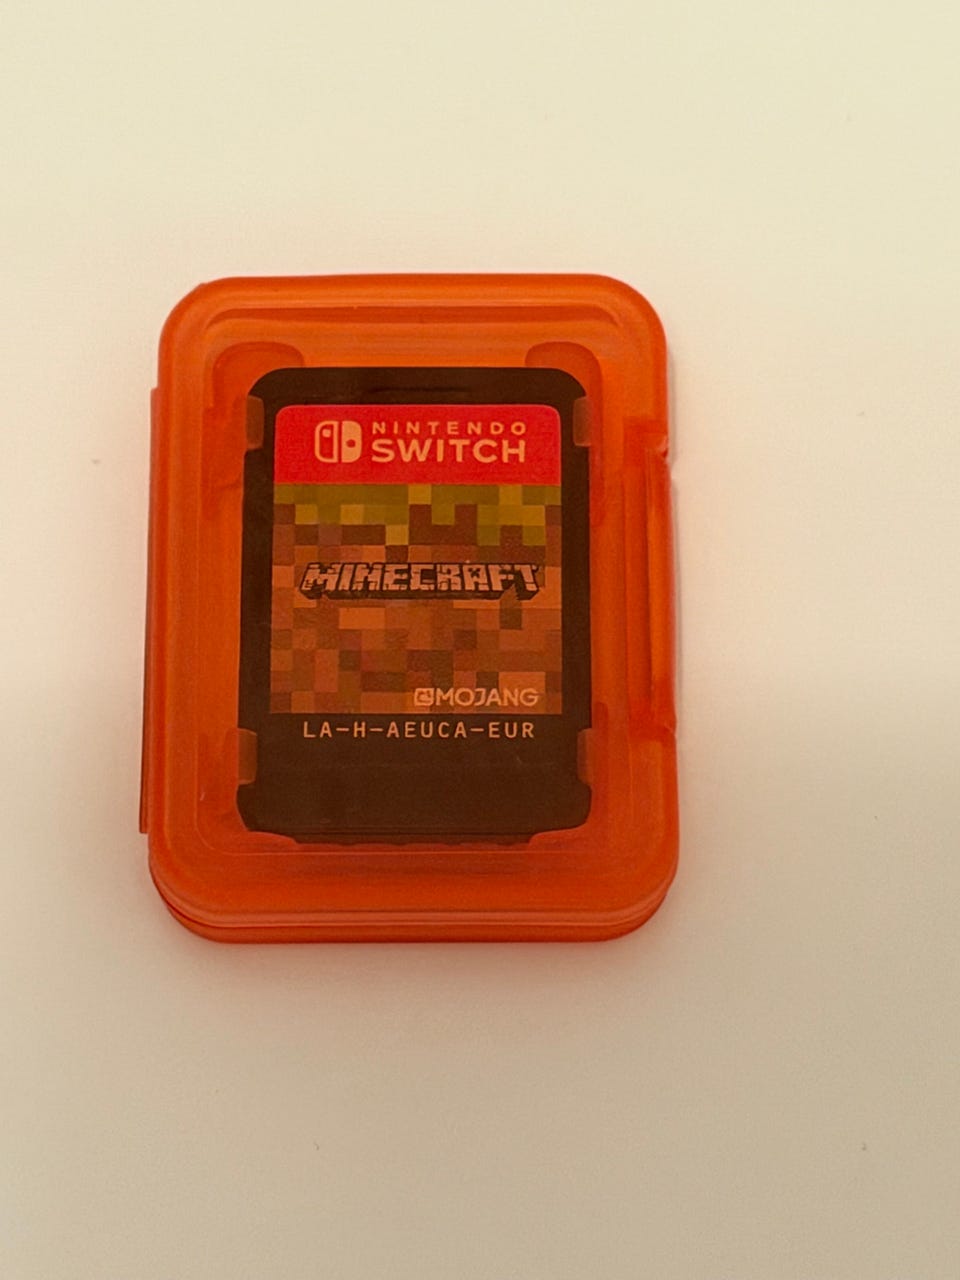 NINTENDO
SWITCH
MINECRAFT
MOJANG
LA-H-AEUCA-EUR